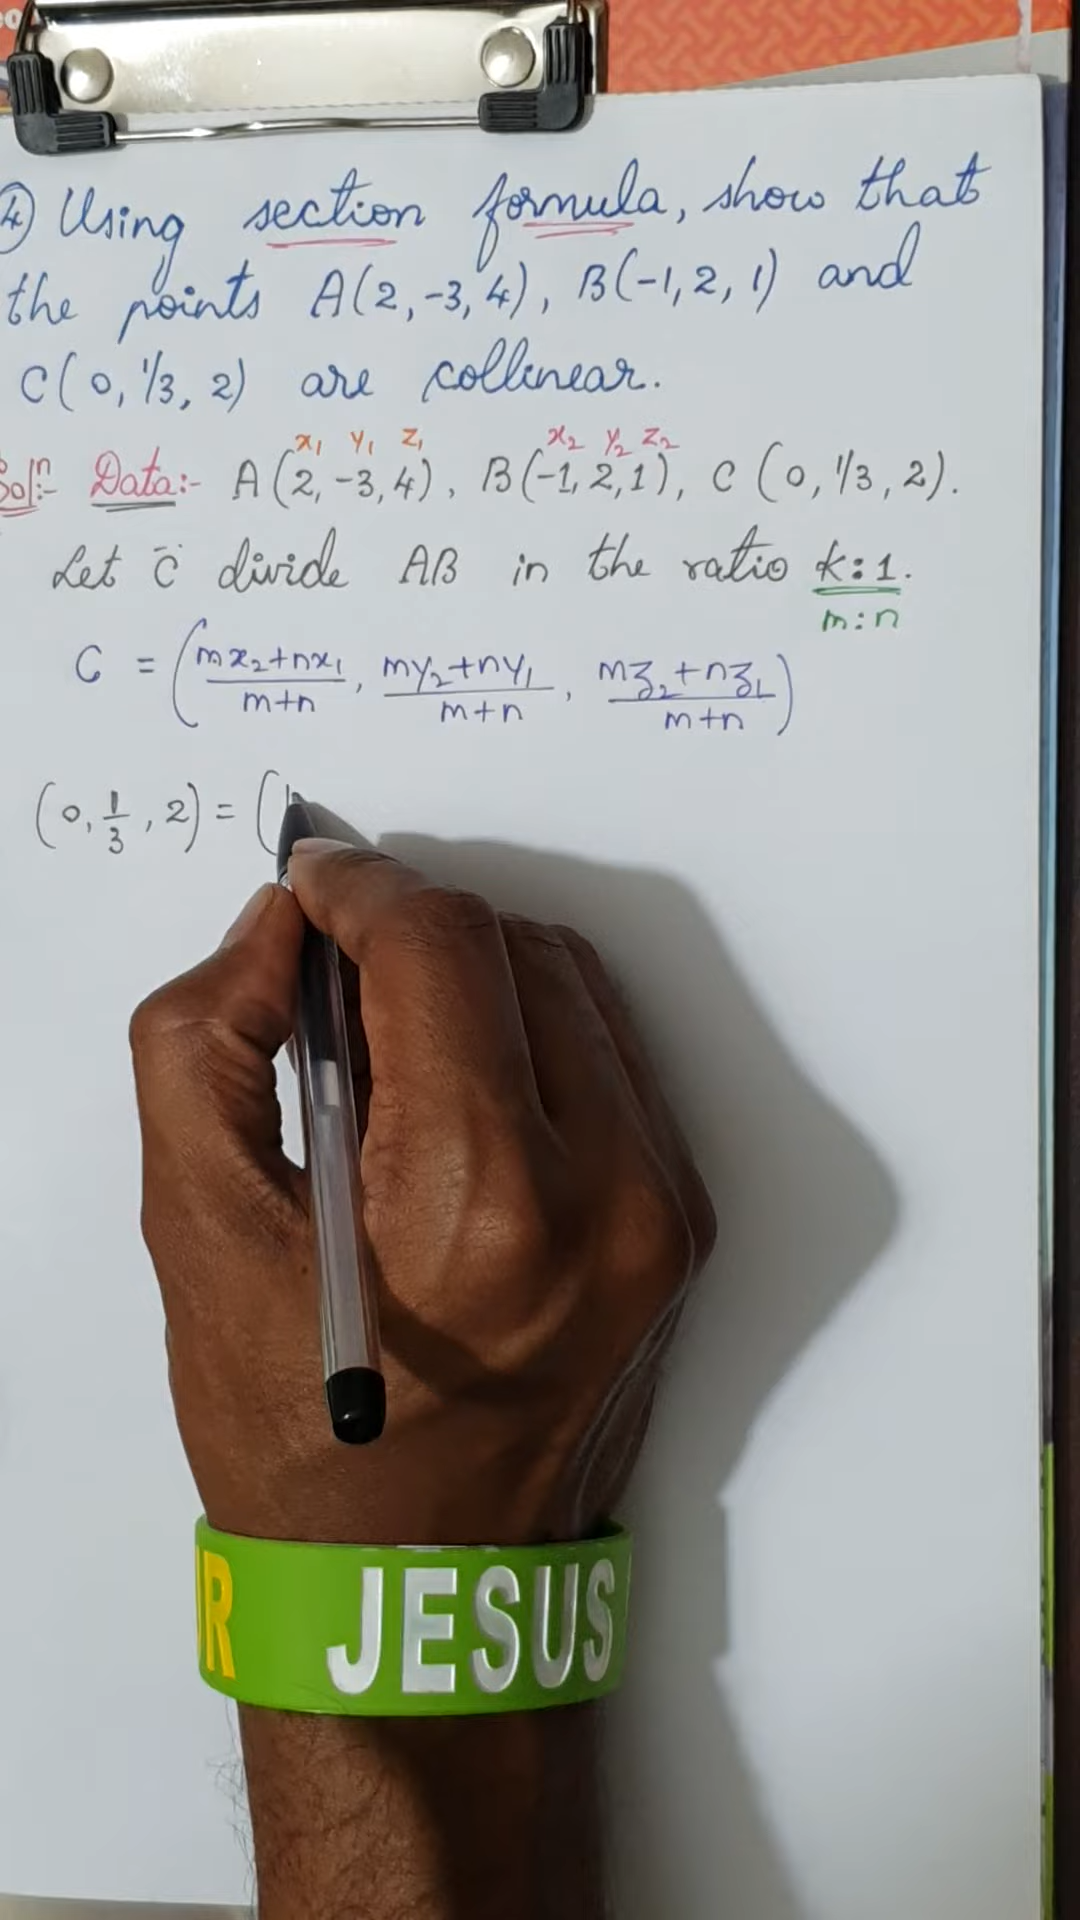 ④ Using section formula, show that
the points A(2, -3, 4), B(-1, 2, 1) and
C(0, 1/3, 2) are collinear.
x₁ y₁ z₁ x₂ y₂ z₂
Solⁿ:- Data:- A(2, -3, 4), B(-1, 2, 1), C(0, 1/3, 2).
Let C divide AB in the ratio k:1.
m:n
C = (mx₂+nx₁/m+n, my₂+ny₁/m+n, mz₂+nz₁/m+n)
(0, 1/3, 2) = (
JESUS